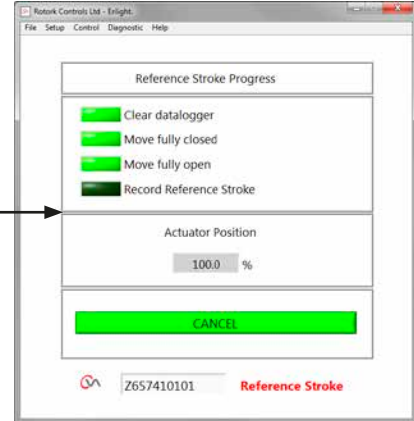 Rotork Controls Ltd - Enlight.
File Setup Control Diagnostic Help
Reference Stroke Progress
Clear datalogger
Move fully closed
Move fully open
Record Reference Stroke
Actuator Position
100.0 %
CANCEL
Z657410101 Reference Stroke